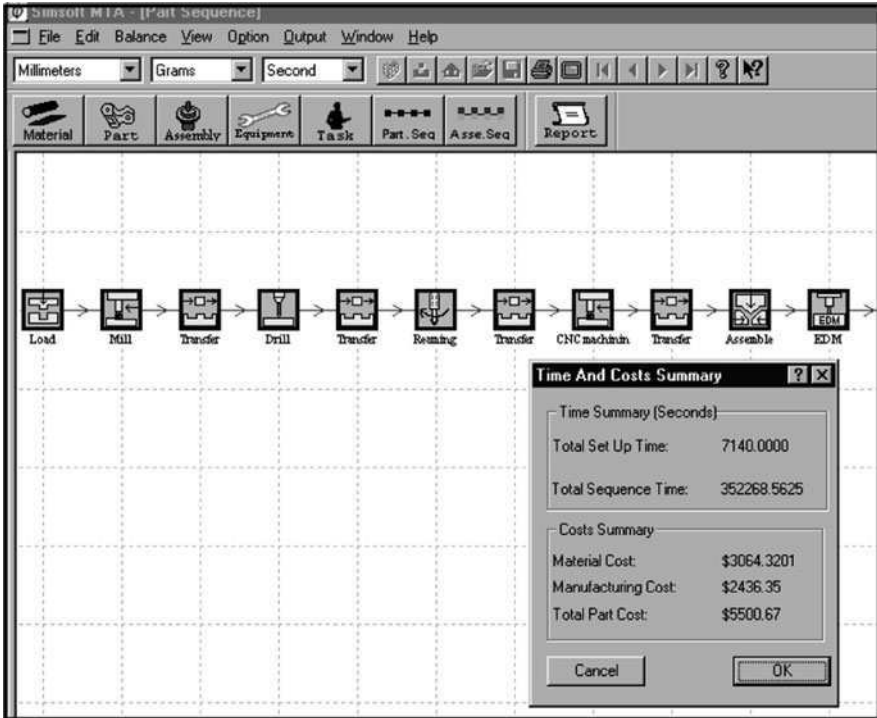 Simsoft MTA - [Part Sequence]
File Edit Balance View Option Output Window Help
Millimeters Grams Second
Material Part Assembly Equipment Task Part.Seq Asse.Seq Report
Load Mill Transfer Drill Transfer Reaming Transfer CNC machinin Transfer Assemble EDM
EDM
Time And Costs Summary
Time Summary (Seconds)
Total Set Up Time: 7140.0000
Total Sequence Time: 352268.5625
Costs Summary
Material Cost: $3064.3201
Manufacturing Cost: $2436.35
Total Part Cost: $5500.67
Cancel OK